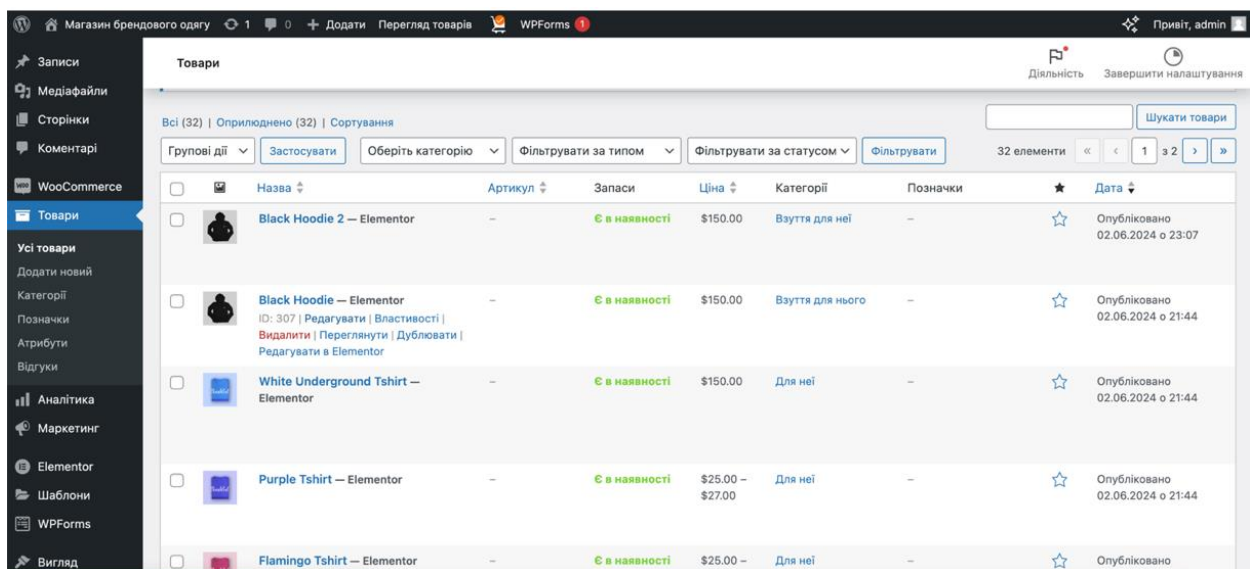 Магазин брендового одягу 1 0 + Додати Перегляд товарів WPForms 1 Привіт, admin
Записи
Медіафайли
Сторінки
Коментарі
WooCommerce
Товари
Усі товари
Додати новий
Категорії
Позначки
Атрибути
Відгуки
Аналітика
Маркетинг
Elementor
Шаблони
WPForms
Вигляд
Товари
Діяльність
Завершити налаштування
Всі (32) | Оприлюднено (32) | Сортування
Шукати товари
Групові дії Застосувати Оберіть категорію Фільтрувати за типом Фільтрувати за статусом Фільтрувати 32 елементи « ‹ 1 з 2 › »
Назва Артикул Запаси Ціна Категорії Позначки ★ Дата
Black Hoodie 2 — Elementor – Є в наявності $150.00 Взуття для неї – Опубліковано
02.06.2024 о 23:07
Black Hoodie — Elementor – Є в наявності $150.00 Взуття для нього – Опубліковано
ID: 307 | Редагувати | Властивості | 02.06.2024 о 21:44
Видалити | Переглянути | Дублювати |
Редагувати в Elementor
White Underground Tshirt — – Є в наявності $150.00 Для неї – Опубліковано
Elementor 02.06.2024 о 21:44
Purple Tshirt — Elementor – Є в наявності $25.00 – Для неї – Опубліковано
$27.00 02.06.2024 о 21:44
Flamingo Tshirt — Elementor – Є в наявності $25.00 – Для неї – Опубліковано